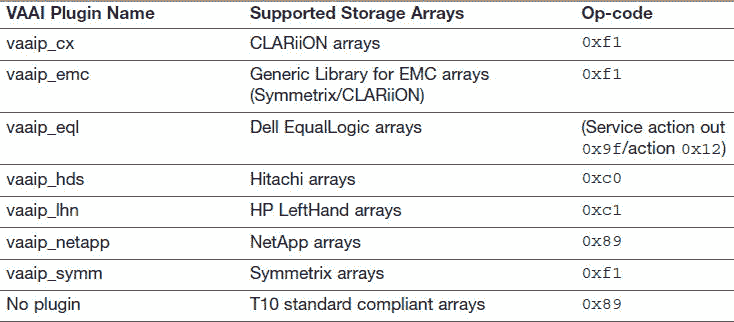 VAAI Plugin Name Supported Storage Arrays Op-code
vaaip_cx CLARiiON arrays 0xf1
vaaip_emc Generic Library for EMC arrays 0xf1
(Symmetrix/CLARiiON)
vaaip_eql Dell EqualLogic arrays (Service action out
0x9f/action 0x12)
vaaip_hds Hitachi arrays 0xc0
vaaip_lhn HP LeftHand arrays 0xc1
vaaip_netapp NetApp arrays 0x89
vaaip_symm Symmetrix arrays 0xf1
No plugin T10 standard compliant arrays 0x89